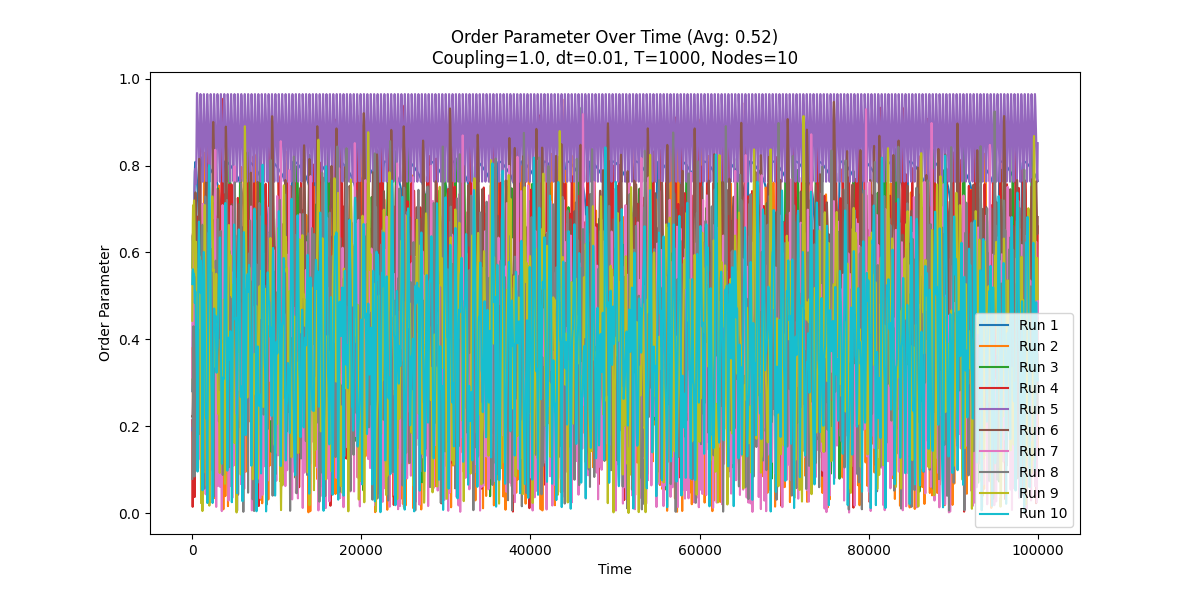 Order Parameter Over Time (Avg: 0.52)
Coupling=1.0, dt=0.01, T=1000, Nodes=10
1.0
0.8
0.6
0.4
0.2
0.0
Order Parameter
Run 1
Run 2
Run 3
Run 4
Run 5
Run 6
Run 7
Run 8
Run 9
Run 10
0 20000 40000 60000 80000 100000
Time